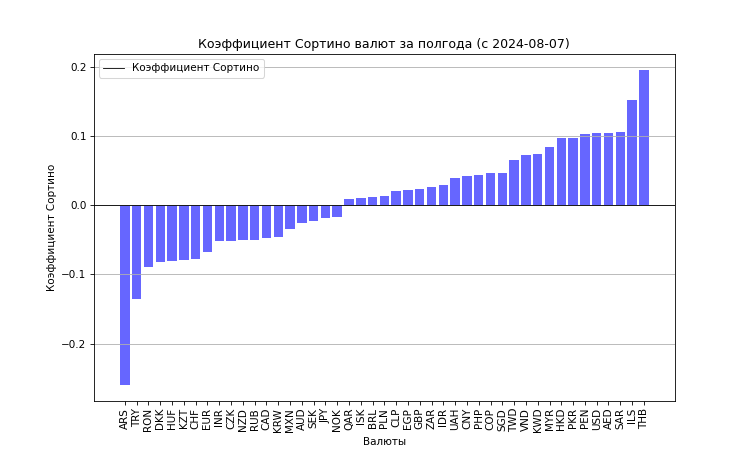 Коэффициент Сортино валют за полгода (с 2024-08-07)
Коэффициент Сортино
0.2
0.1
0.0
−0.1
−0.2
Коэффициент Сортино
ARS
TRY
RON
DKK
HUF
KZT
CHF
EUR
INR
CZK
NZD
RUB
CAD
KRW
MXN
AUD
SEK
JPY
NOK
QAR
ISK
BRL
PLN
CLP
EGP
GBP
ZAR
IDR
UAH
CNY
PHP
COP
SGD
TWD
VND
KWD
MYR
HKD
PKR
PEN
USD
AED
SAR
ILS
THB
Валюты